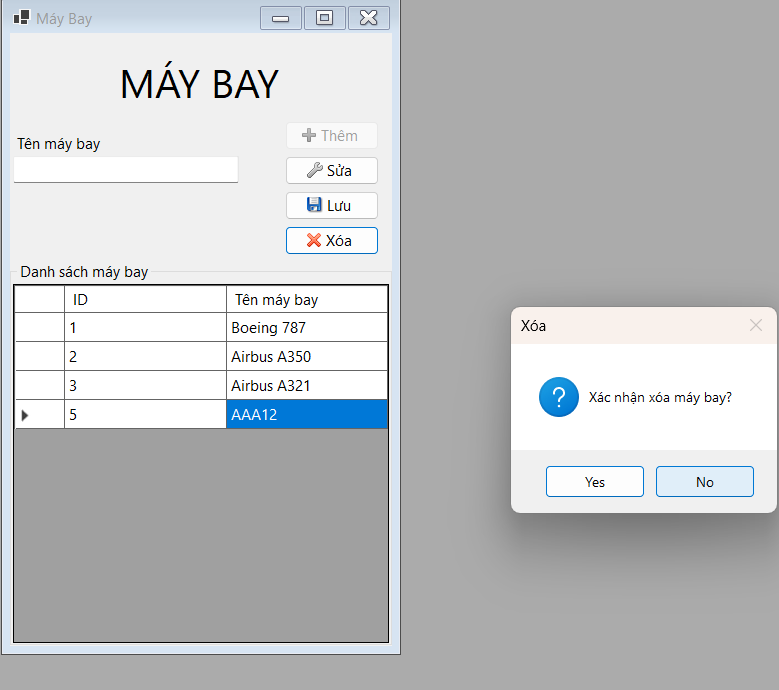 Máy Bay
MÁY BAY
Thêm
Tên máy bay
Sửa
Lưu
Xóa
Danh sách máy bay
ID Tên máy bay
1 Boeing 787
2 Airbus A350
3 Airbus A321
5 AAA12
Xóa
Xác nhận xóa máy bay?
Yes No